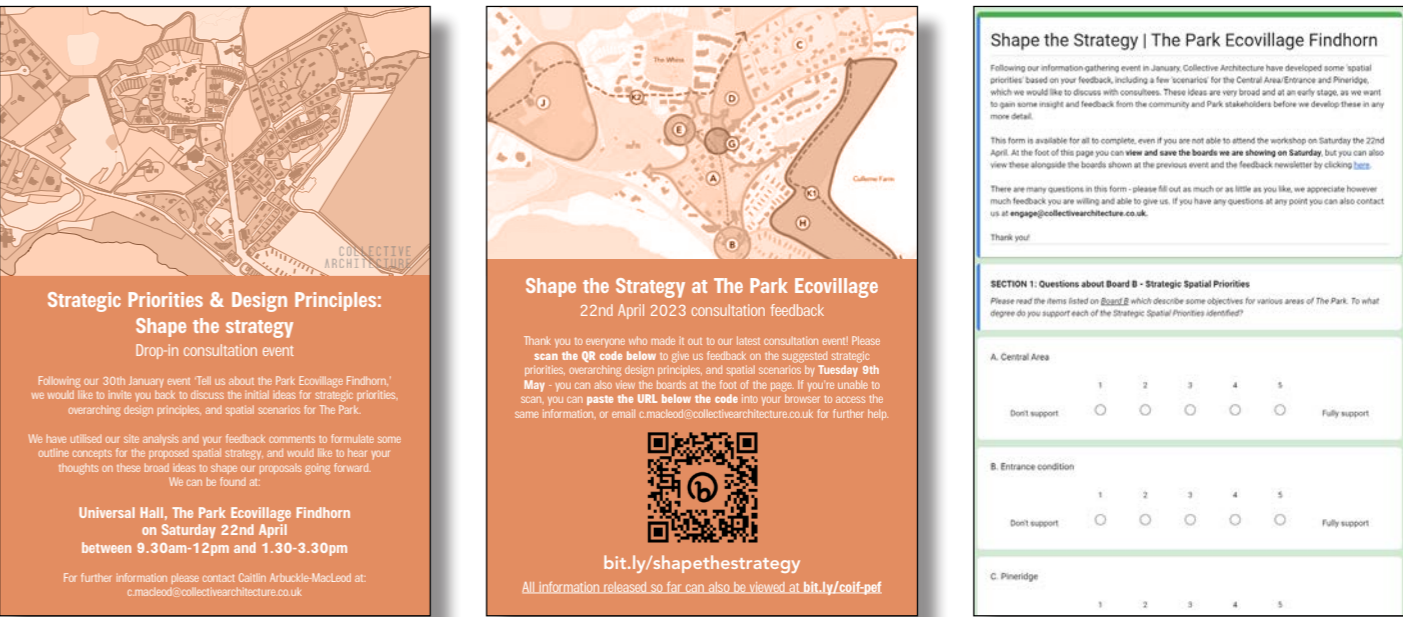 COLLECTIVE
ARCHITECTURE
Strategic Priorities & Design Principles:
Shape the strategy
Drop-in consultation event
Following our 30th January event ‘Tell us about the Park Ecovillage Findhorn,’
we would like to invite you back to discuss the initial ideas for strategic priorities,
overarching design principles, and spatial scenarios for The Park.
We have utilised our site analysis and your feedback comments to formulate some
outline concepts for the proposed spatial strategy, and would like to hear your
thoughts on these broad ideas to shape our proposals going forward.
We can be found at:
Universal Hall, The Park Ecovillage Findhorn
on Saturday 22nd April
between 9.30am-12pm and 1.30-3.30pm
For further information please contact Caitlin Arbuckle-MacLeod at:
c.macleod@collectivearchitecture.co.uk
C
The Whins
K2
D
J
E
G
A
Cullerne Farm
K1
H
B
Shape the Strategy at The Park Ecovillage
22nd April 2023 consultation feedback
Thank you to everyone who made it out to our latest consultation event! Please
scan the QR code below to give us feedback on the suggested strategic
priorities, overarching design principles, and spatial scenarios by Tuesday 9th
May - you can also view the boards at the foot of the page. If you're unable to
scan, you can paste the URL below the code into your browser to access the
same information, or email c.macleod@collectivearchitecture.co.uk for further help.
bit.ly/shapethestrategy
All information released so far can also be viewed at bit.ly/coif-pef
Shape the Strategy | The Park Ecovillage Findhorn
Following our information-gathering event in January, Collective Architecture have developed some 'spatial
priorities' based on your feedback, including a few 'scenarios' for the Central Area/Entrance and Pineridge,
which we would like to discuss with consultees. These ideas are very broad and at an early stage, as we want
to gain some insight and feedback from the community and Park stakeholders before we develop these in any
more detail.
This form is available for all to complete, even if you are not able to attend the workshop on Saturday the 22nd
April. At the foot of this page you can view and save the boards we are showing on Saturday, but you can also
view these alongside the boards shown at the previous event and the feedback newsletter by clicking here.
There are many questions in this form - please fill out as much or as little as you like, we appreciate however
much feedback you are willing and able to give us. If you have any questions at any point you can also contact
us at engage@collectivearchitecture.co.uk.
Thank you!
SECTION 1: Questions about Board B - Strategic Spatial Priorities
Please read the items listed on Board B which describe some objectives for various areas of The Park. To what
degree do you support each of the Strategic Spatial Priorities identified?
A. Central Area
1 2 3 4 5
Don't support Fully support
B. Entrance condition
1 2 3 4 5
Don't support Fully support
C. Pineridge
1 2 3 4 5